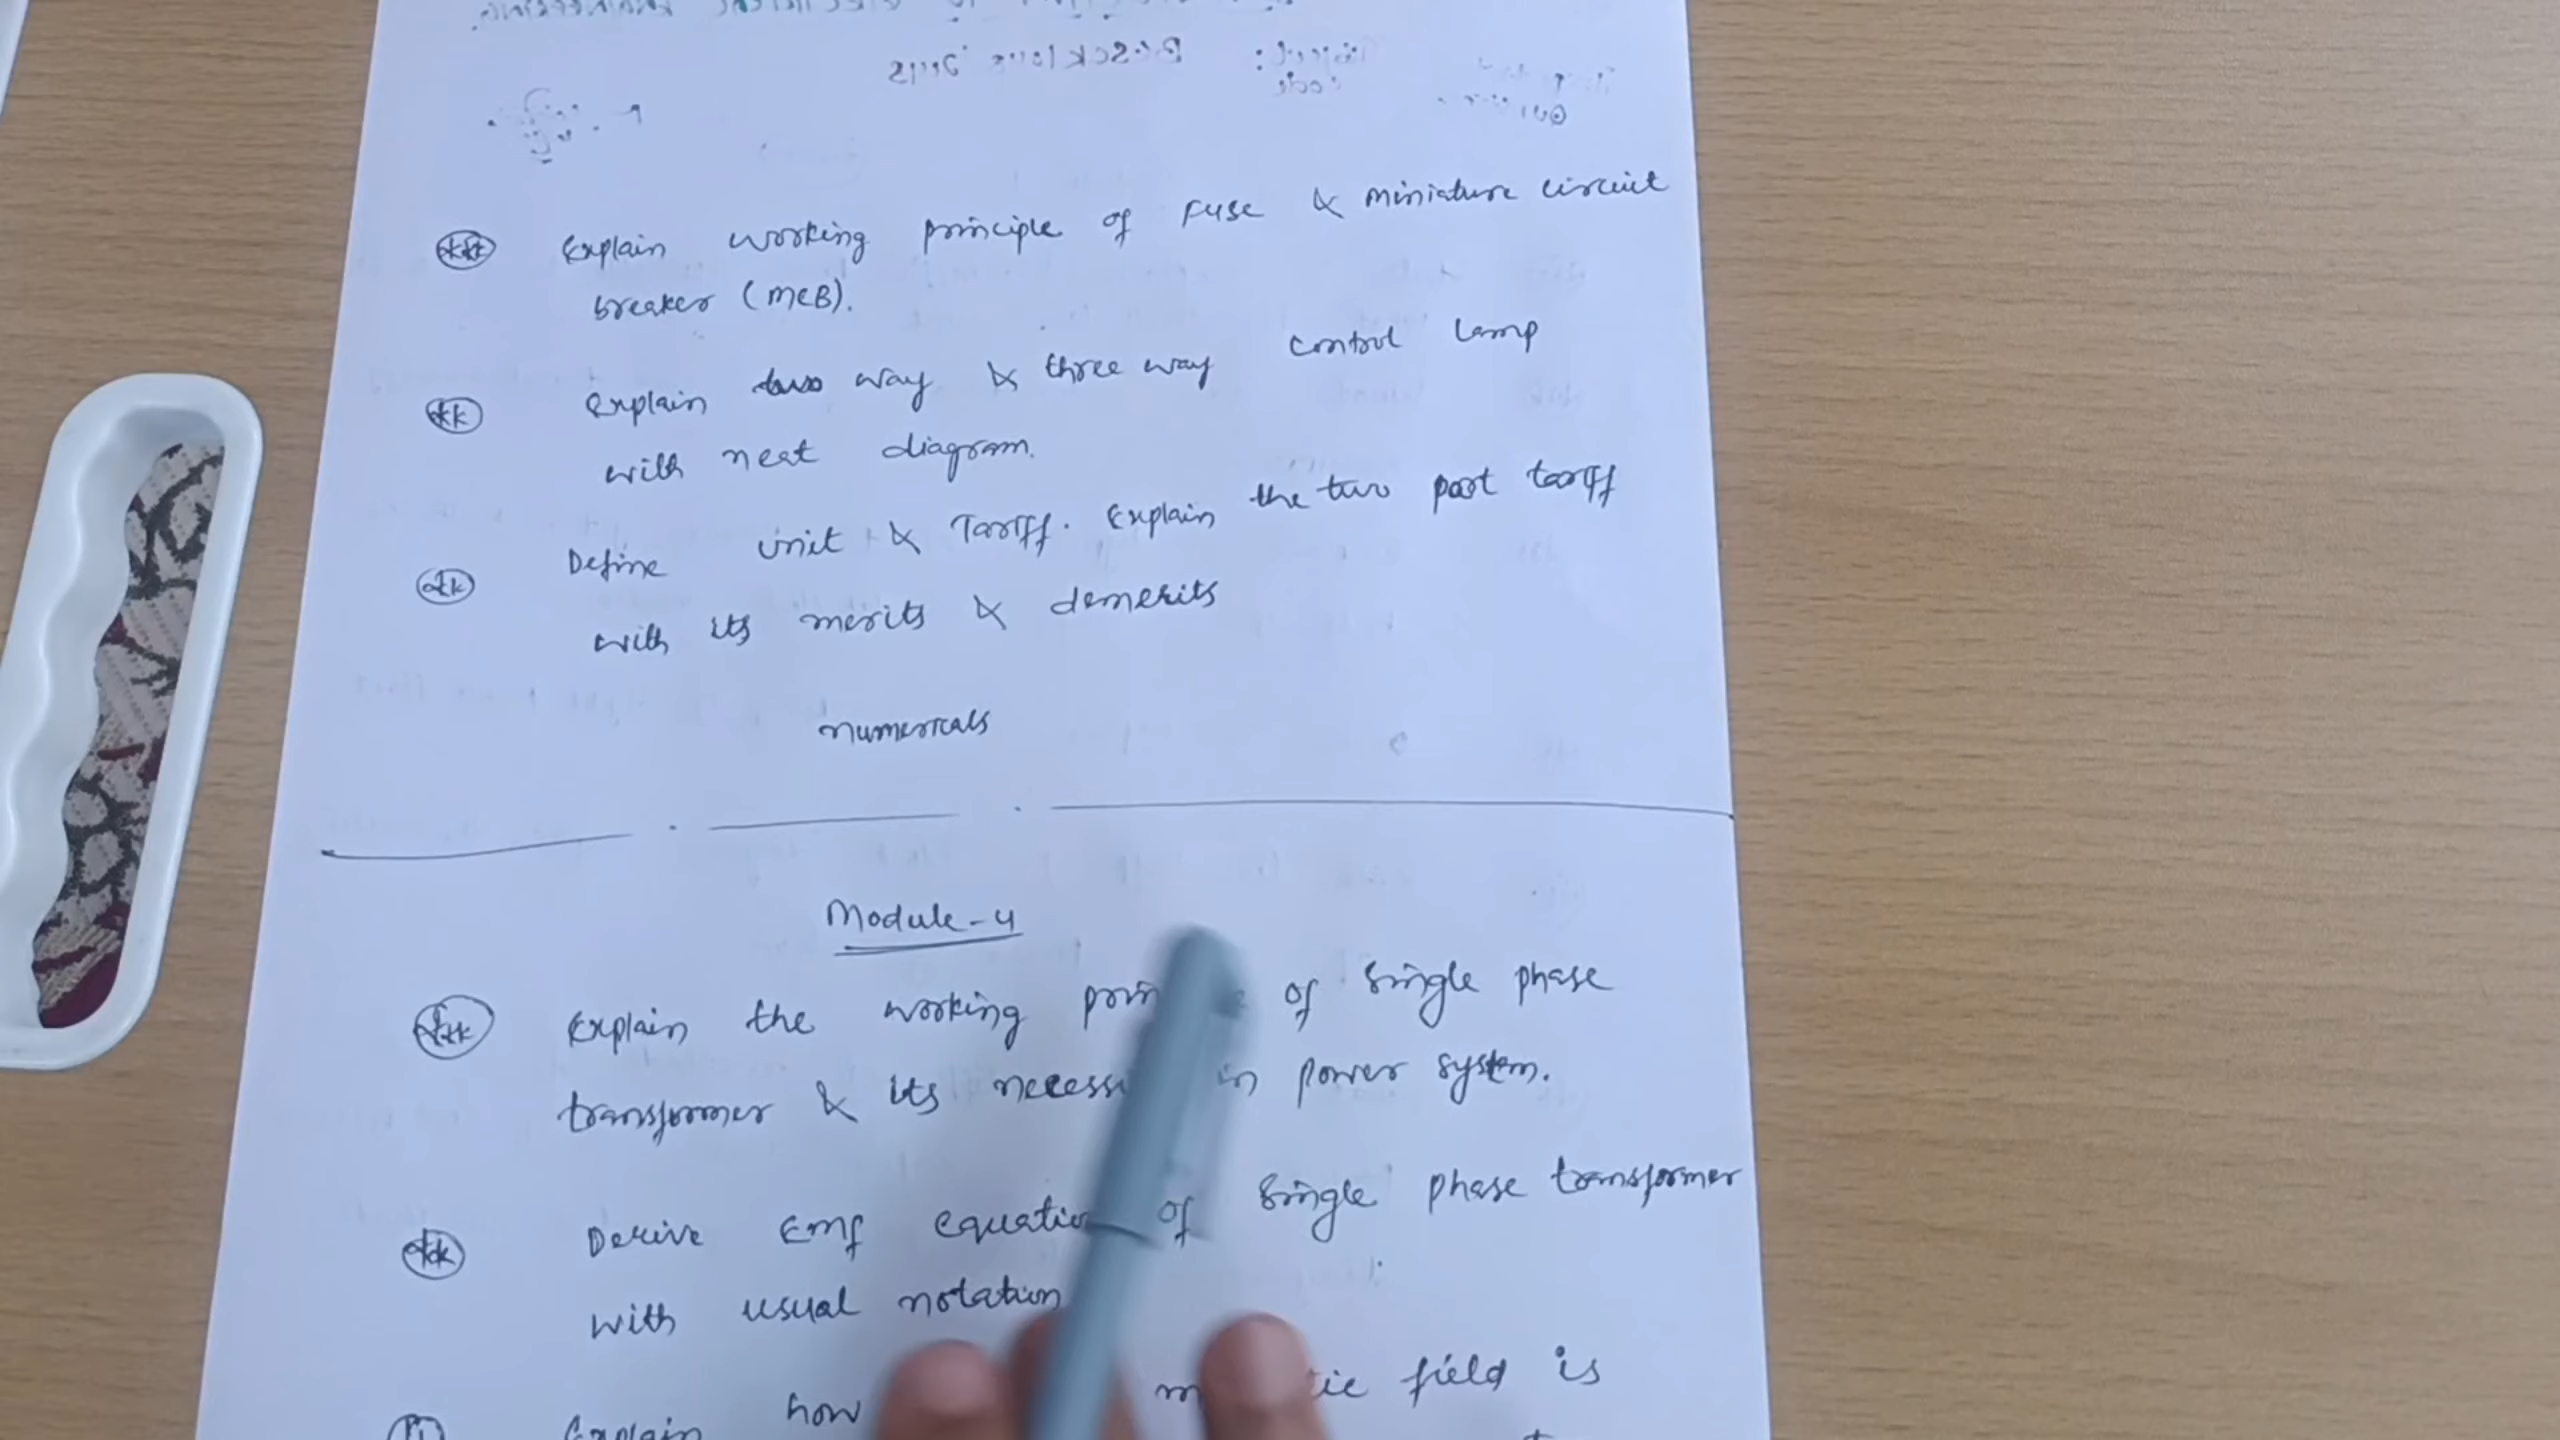 *** Explain working principle of Fuse & miniature circuit
breaker (MCB).
** Explain two way & three way control lamp
with neat diagram.
** Define unit & Tariff. Explain the two part tariff
with its merits & demerits
numericals
Module-4
*** Explain the working of single phase
transformer & its in power system.
** Derive Emf equation of single phase transformer
with usual notation
Explain how field is